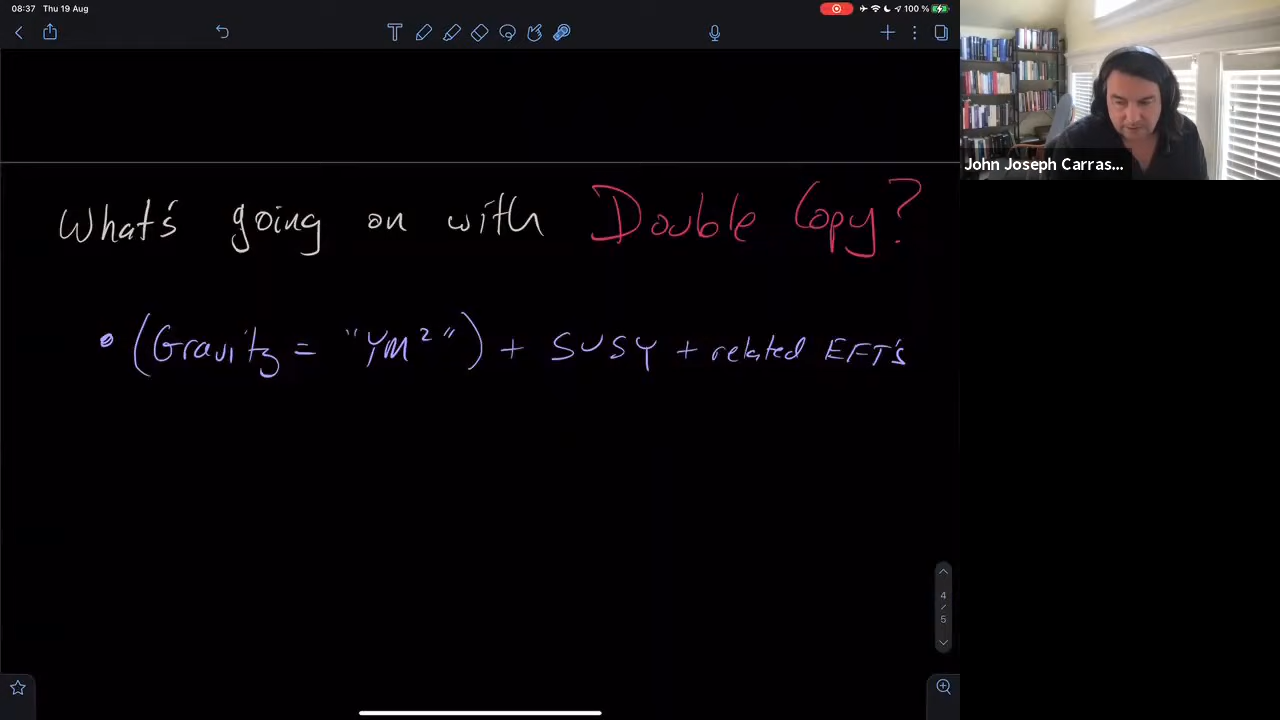 08:37 Thu 19 Aug
100 %
John Joseph Carras...
What's going on with Double Copy?
• (Gravity = "YM²") + SUSY + related EFT's
4
/
5